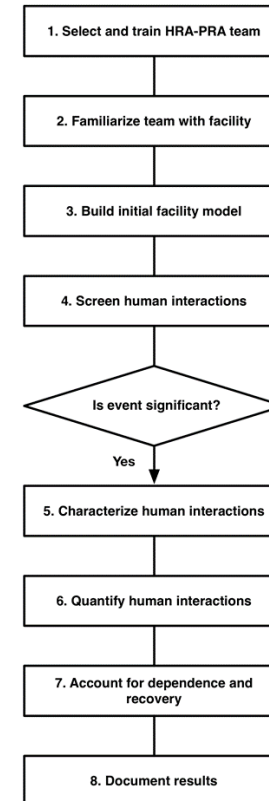 1. Select and train HRA-PRA team
2. Familiarize team with facility
3. Build initial facility model
4. Screen human interactions
Is event significant?
Yes
5. Characterize human interactions
6. Quantify human interactions
7. Account for dependence and
recovery
8. Document results